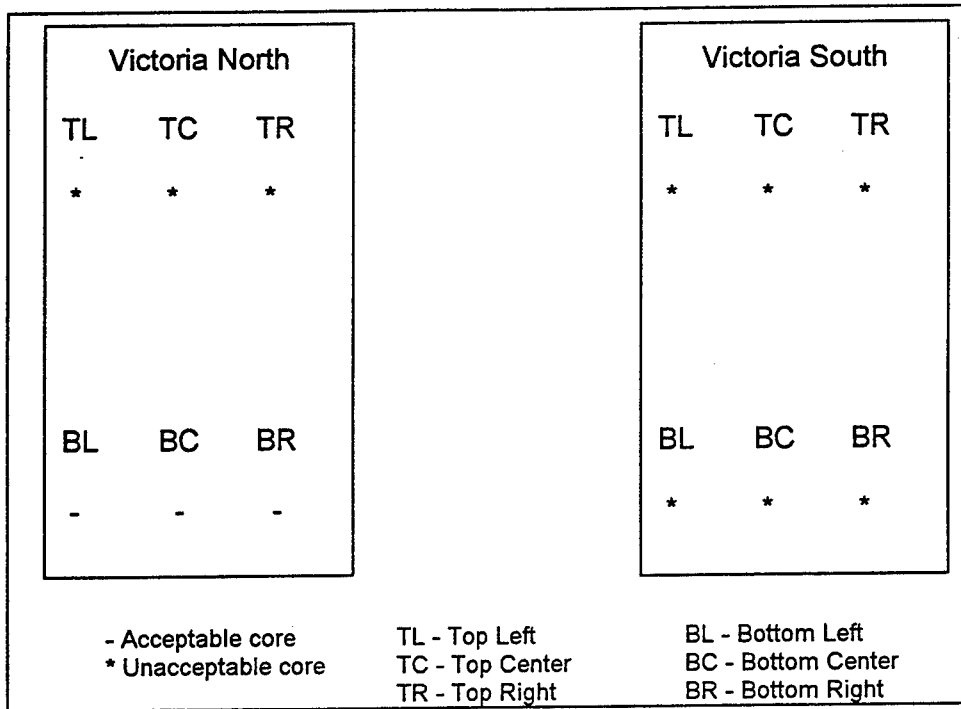 Victoria North
TL TC TR
* * *
BL BC BR
- - -
Victoria South
TL TC TR
* * *
BL BC BR
* * *
- Acceptable core
* Unacceptable core
TL - Top Left
TC - Top Center
TR - Top Right
BL - Bottom Left
BC - Bottom Center
BR - Bottom Right